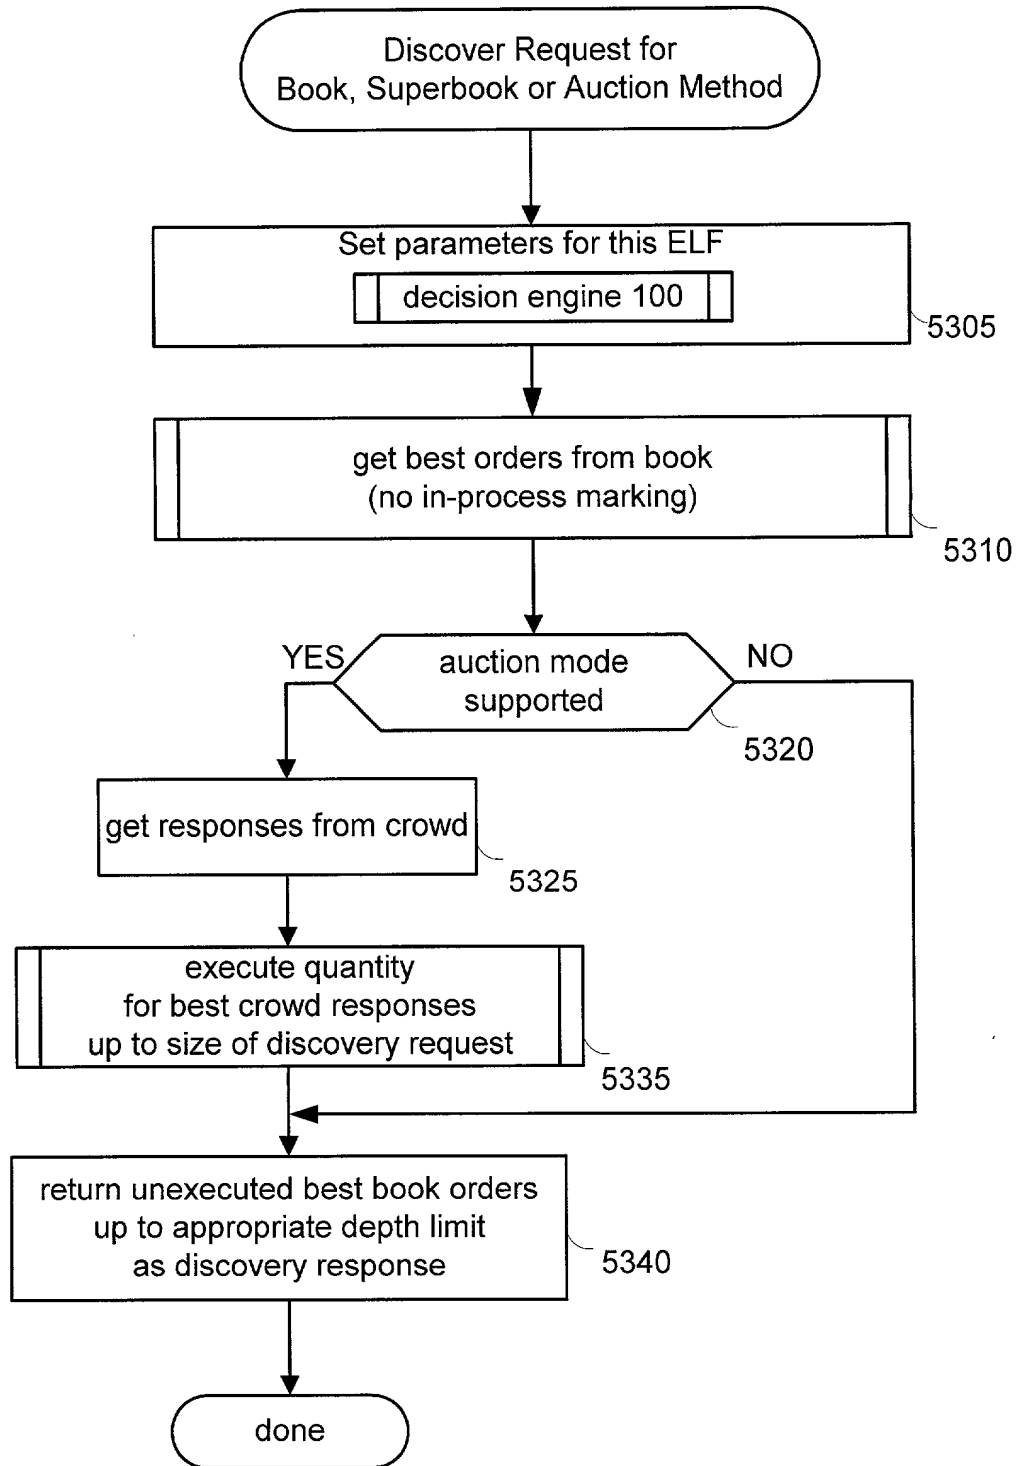 Discover Request for
Book, Superbook or Auction Method
Set parameters for this ELF
decision engine 100
5305
get best orders from book
(no in-process marking)
5310
YES
auction mode
supported
NO
5320
get responses from crowd
5325
execute quantity
for best crowd responses
up to size of discovery request
5335
return unexecuted best book orders
up to appropriate depth limit
as discovery response
5340
done